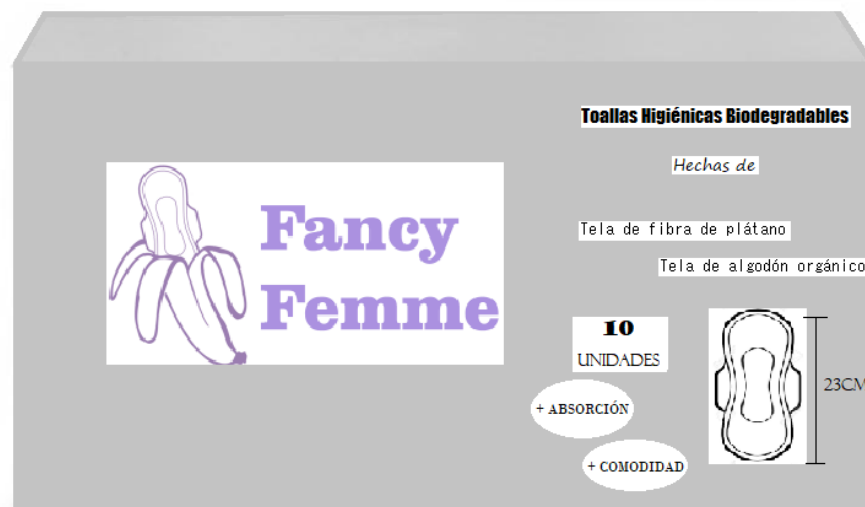 Toallas Higiénicas Biodegradables
Hechas de
Fancy
Femme
Tela de fibra de plátano
Tela de algodón orgánico
10
UNIDADES
23CM
+ ABSORCIÓN
+ COMODIDAD